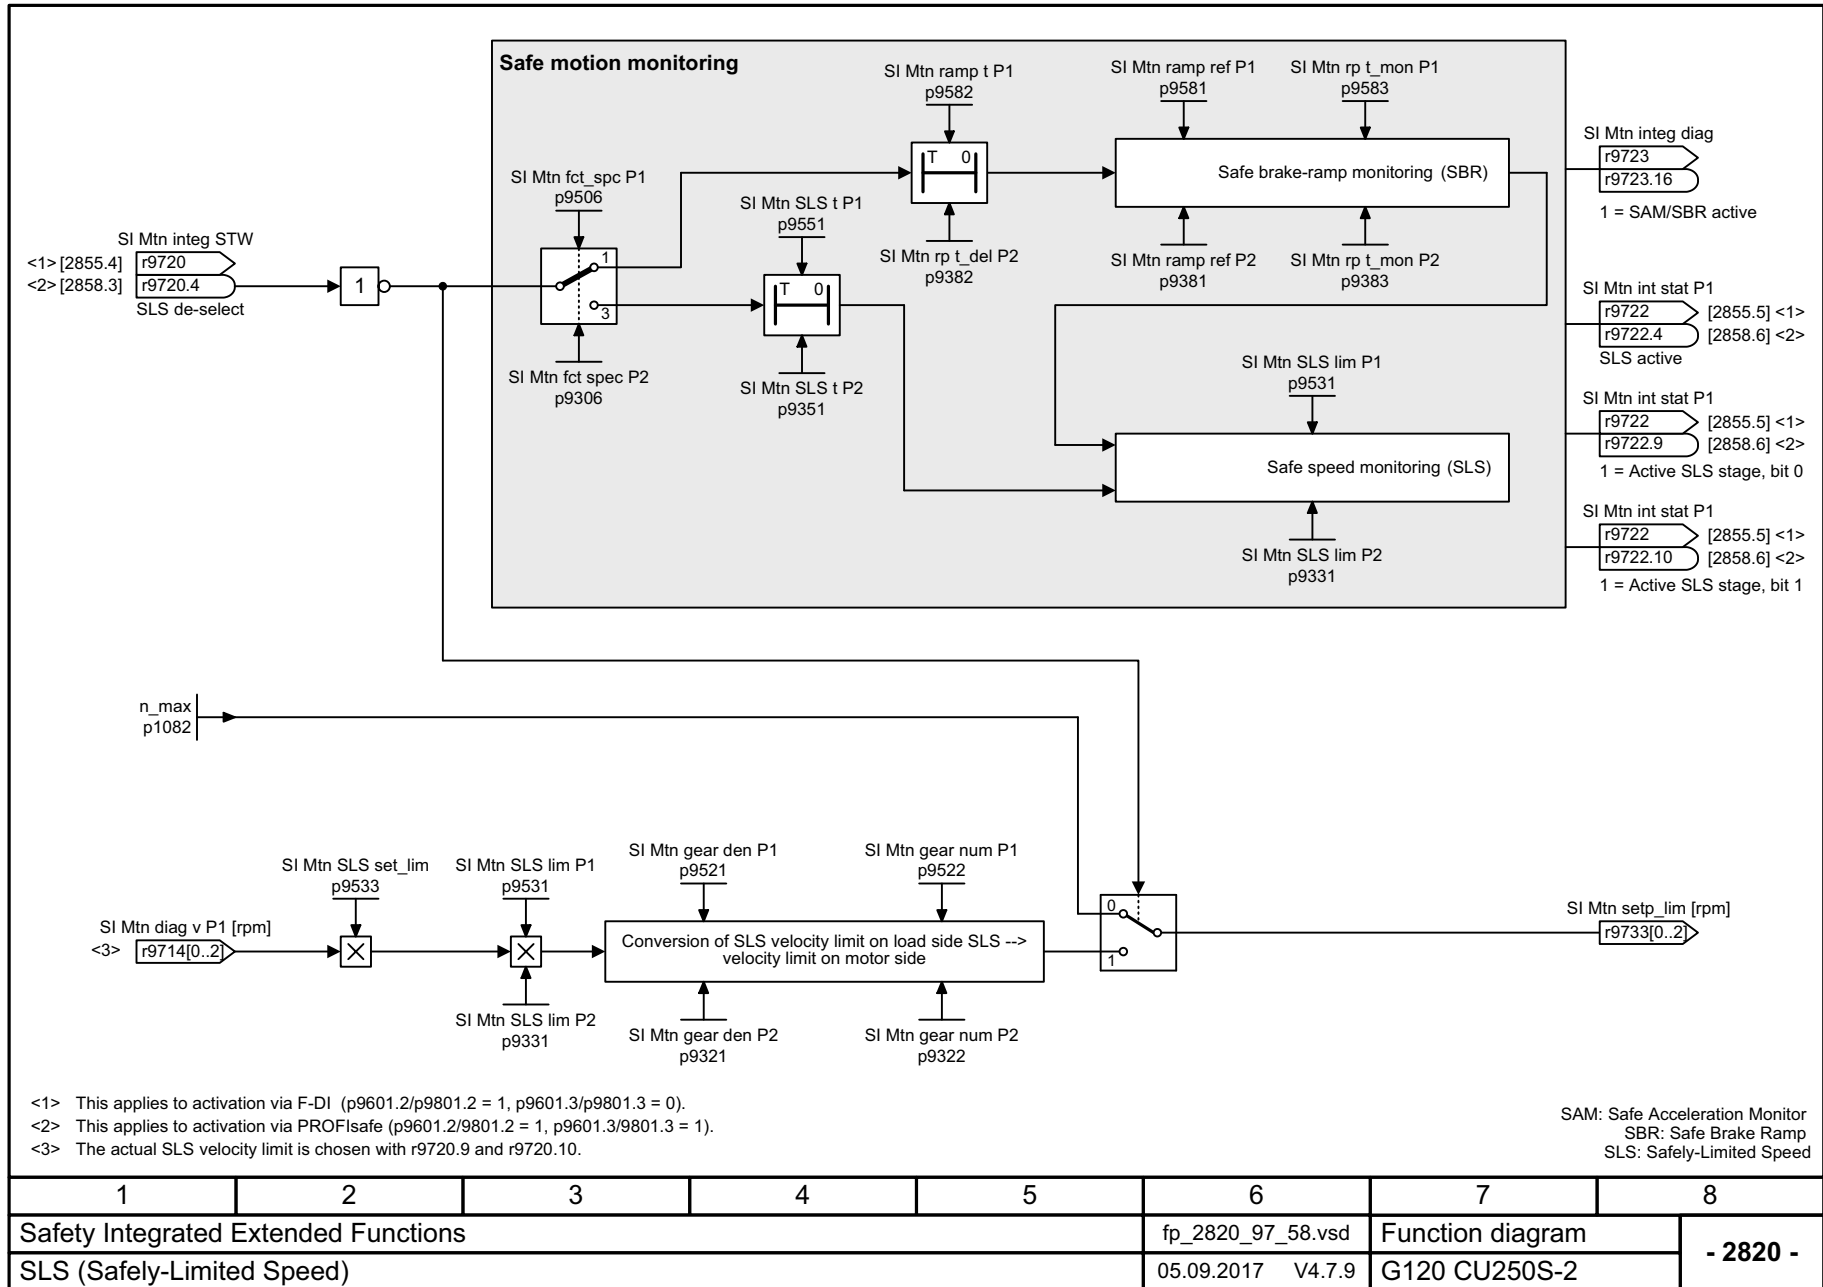 Safe motion monitoring
SI Mtn ramp t P1
p9582
SI Mtn ramp ref P1
p9581
SI Mtn rp t_mon P1
p9583
SI Mtn integ diag
r9723
r9723.16
1 = SAM/SBR active
T 0
Safe brake-ramp monitoring (SBR)
SI Mtn fct_spc P1
p9506
SI Mtn SLS t P1
p9551
SI Mtn rp t_del P2
p9382
SI Mtn ramp ref P2
p9381
SI Mtn rp t_mon P2
p9383
SI Mtn integ STW
<1> [2855.4] r9720
<2> [2858.3] r9720.4
SLS de-select
1
1
3
T 0
SI Mtn int stat P1
r9722 [2855.5] <1>
r9722.4 [2858.6] <2>
SLS active
SI Mtn fct spec P2
p9306
SI Mtn SLS t P2
p9351
SI Mtn SLS lim P1
p9531
SI Mtn int stat P1
r9722 [2855.5] <1>
r9722.9 [2858.6] <2>
1 = Active SLS stage, bit 0
Safe speed monitoring (SLS)
SI Mtn SLS lim P2
p9331
SI Mtn int stat P1
r9722 [2855.5] <1>
r9722.10 [2858.6] <2>
1 = Active SLS stage, bit 1
n_max
p1082
SI Mtn SLS set_lim
p9533
SI Mtn SLS lim P1
p9531
SI Mtn gear den P1
p9521
SI Mtn gear num P1
p9522
SI Mtn diag v P1 [rpm]
<3> r9714[0..2]
Conversion of SLS velocity limit on load side SLS -->
velocity limit on motor side
0
1
SI Mtn setp_lim [rpm]
r9733[0..2]
SI Mtn SLS lim P2
p9331
SI Mtn gear den P2
p9321
SI Mtn gear num P2
p9322
<1> This applies to activation via F-DI (p9601.2/p9801.2 = 1, p9601.3/p9801.3 = 0).
<2> This applies to activation via PROFIsafe (p9601.2/9801.2 = 1, p9601.3/9801.3 = 1).
<3> The actual SLS velocity limit is chosen with r9720.9 and r9720.10.
SAM: Safe Acceleration Monitor
SBR: Safe Brake Ramp
SLS: Safely-Limited Speed
1 2 3 4 5 6 7 8
Safety Integrated Extended Functions
fp_2820_97_58.vsd
Function diagram
- 2820 -
SLS (Safely-Limited Speed)
05.09.2017 V4.7.9
G120 CU250S-2